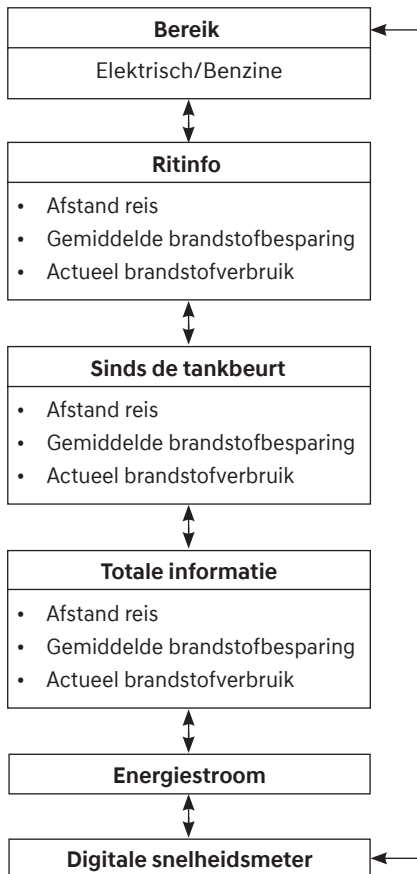 Bereik
Elektrisch/Benzine
Ritinfo
• Afstand reis
• Gemiddelde brandstofbesparing
• Actueel brandstofverbruik
Sinds de tankbeurt
• Afstand reis
• Gemiddelde brandstofbesparing
• Actueel brandstofverbruik
Totale informatie
• Afstand reis
• Gemiddelde brandstofbesparing
• Actueel brandstofverbruik
Energiestroom
Digitale snelheidsmeter